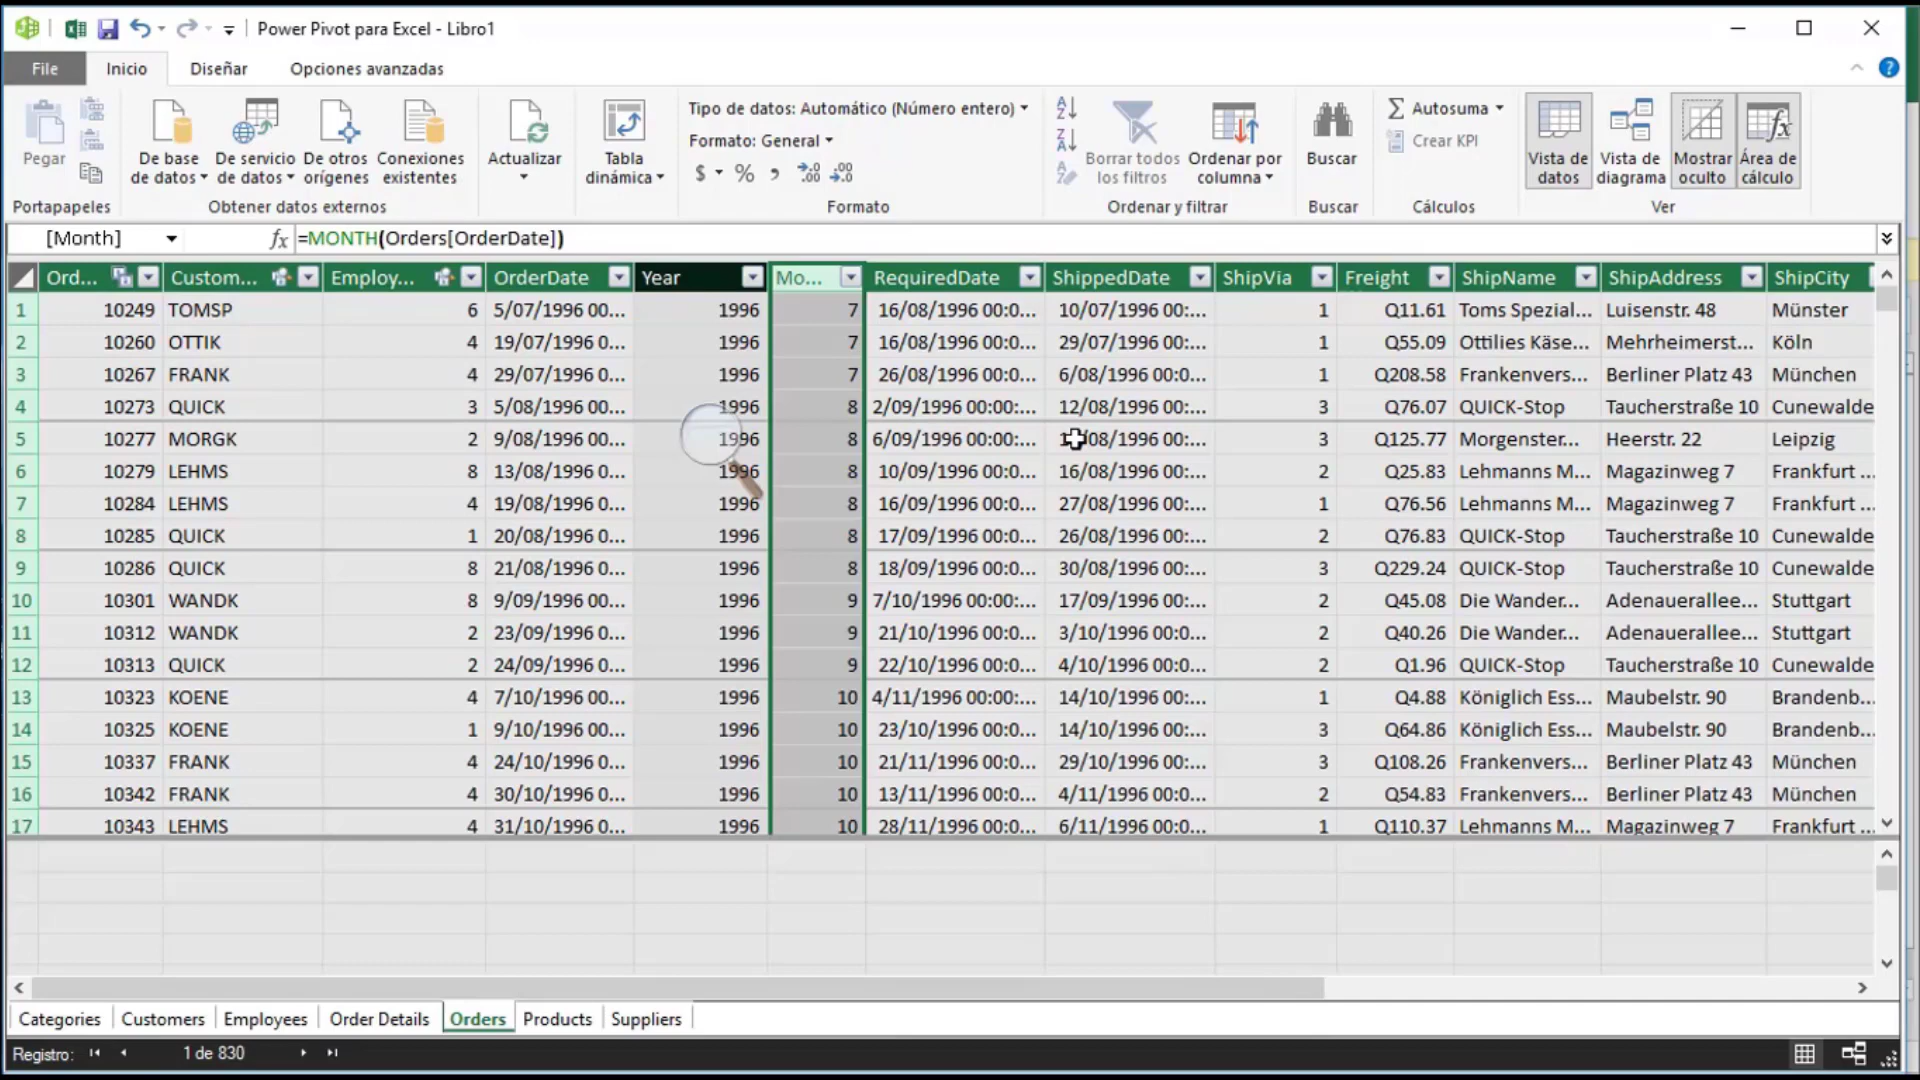 Power Pivot para Excel - Libro1
File Inicio Diseñar Opciones avanzadas
Pegar
Portapapeles
De base de datos
De servicio de datos
De otros orígenes
Conexiones existentes
Obtener datos externos
Actualizar
Tabla dinámica
Tipo de datos: Automático (Número entero)
Formato: General
$ % ,
Formato
Borrar todos los filtros
Ordenar por columna
Ordenar y filtrar
Buscar
Buscar
Autosuma
Crear KPI
Cálculos
Vista de datos
Vista de diagrama
Mostrar oculto
Área de cálculo
Ver
[Month] fx =MONTH(Orders[OrderDate])
Ord... Custom... Employ... OrderDate Year Mo... RequiredDate ShippedDate ShipVia Freight ShipName ShipAddress ShipCity
1 10249 TOMSP 6 5/07/1996 00... 1996 7 16/08/1996 00:0... 10/07/1996 00:... 1 Q11.61 Toms Spezial... Luisenstr. 48 Münster
2 10260 OTTIK 4 19/07/1996 0... 1996 7 16/08/1996 00:0... 29/07/1996 00:... 1 Q55.09 Ottilies Käse... Mehrheimerst... Köln
3 10267 FRANK 4 29/07/1996 0... 1996 7 26/08/1996 00:0... 6/08/1996 00:0... 1 Q208.58 Frankenvers... Berliner Platz 43 München
4 10273 QUICK 3 5/08/1996 00... 1996 8 2/09/1996 00:00:... 12/08/1996 00:... 3 Q76.07 QUICK-Stop Taucherstraße 10 Cunewalde
5 10277 MORGK 2 9/08/1996 00... 1996 8 6/09/1996 00:00:... /08/1996 00:... 3 Q125.77 Morgenster... Heerstr. 22 Leipzig
6 10279 LEHMS 8 13/08/1996 0... 1996 8 10/09/1996 00:0... 16/08/1996 00:... 2 Q25.83 Lehmanns M... Magazinweg 7 Frankfurt ...
7 10284 LEHMS 4 19/08/1996 0... 1996 8 16/09/1996 00:0... 27/08/1996 00:... 1 Q76.56 Lehmanns M... Magazinweg 7 Frankfurt ...
8 10285 QUICK 1 20/08/1996 0... 1996 8 17/09/1996 00:0... 26/08/1996 00:... 2 Q76.83 QUICK-Stop Taucherstraße 10 Cunewalde
9 10286 QUICK 8 21/08/1996 0... 1996 8 18/09/1996 00:0... 30/08/1996 00:... 3 Q229.24 QUICK-Stop Taucherstraße 10 Cunewalde
10 10301 WANDK 8 9/09/1996 00... 1996 9 7/10/1996 00:00:... 17/09/1996 00:... 2 Q45.08 Die Wander... Adenauerallee... Stuttgart
11 10312 WANDK 2 23/09/1996 0... 1996 9 21/10/1996 00:0... 3/10/1996 00:0... 2 Q40.26 Die Wander... Adenauerallee... Stuttgart
12 10313 QUICK 2 24/09/1996 0... 1996 9 22/10/1996 00:0... 4/10/1996 00:0... 2 Q1.96 QUICK-Stop Taucherstraße 10 Cunewalde
13 10323 KOENE 4 7/10/1996 00... 1996 10 4/11/1996 00:00:... 14/10/1996 00:... 1 Q4.88 Königlich Ess... Maubelstr. 90 Brandenb...
14 10325 KOENE 1 9/10/1996 00... 1996 10 23/10/1996 00:0... 14/10/1996 00:... 3 Q64.86 Königlich Ess... Maubelstr. 90 Brandenb...
15 10337 FRANK 4 24/10/1996 0... 1996 10 21/11/1996 00:0... 29/10/1996 00:... 3 Q108.26 Frankenvers... Berliner Platz 43 München
16 10342 FRANK 4 30/10/1996 0... 1996 10 13/11/1996 00:0... 4/11/1996 00:0... 2 Q54.83 Frankenvers... Berliner Platz 43 München
17 10343 LEHMS 4 31/10/1996 0... 1996 10 28/11/1996 00:0... 6/11/1996 00:0... 1 Q110.37 Lehmanns M... Magazinweg 7 Frankfurt ...
Categories Customers Employees Order Details Orders Products Suppliers
Registro: 1 de 830